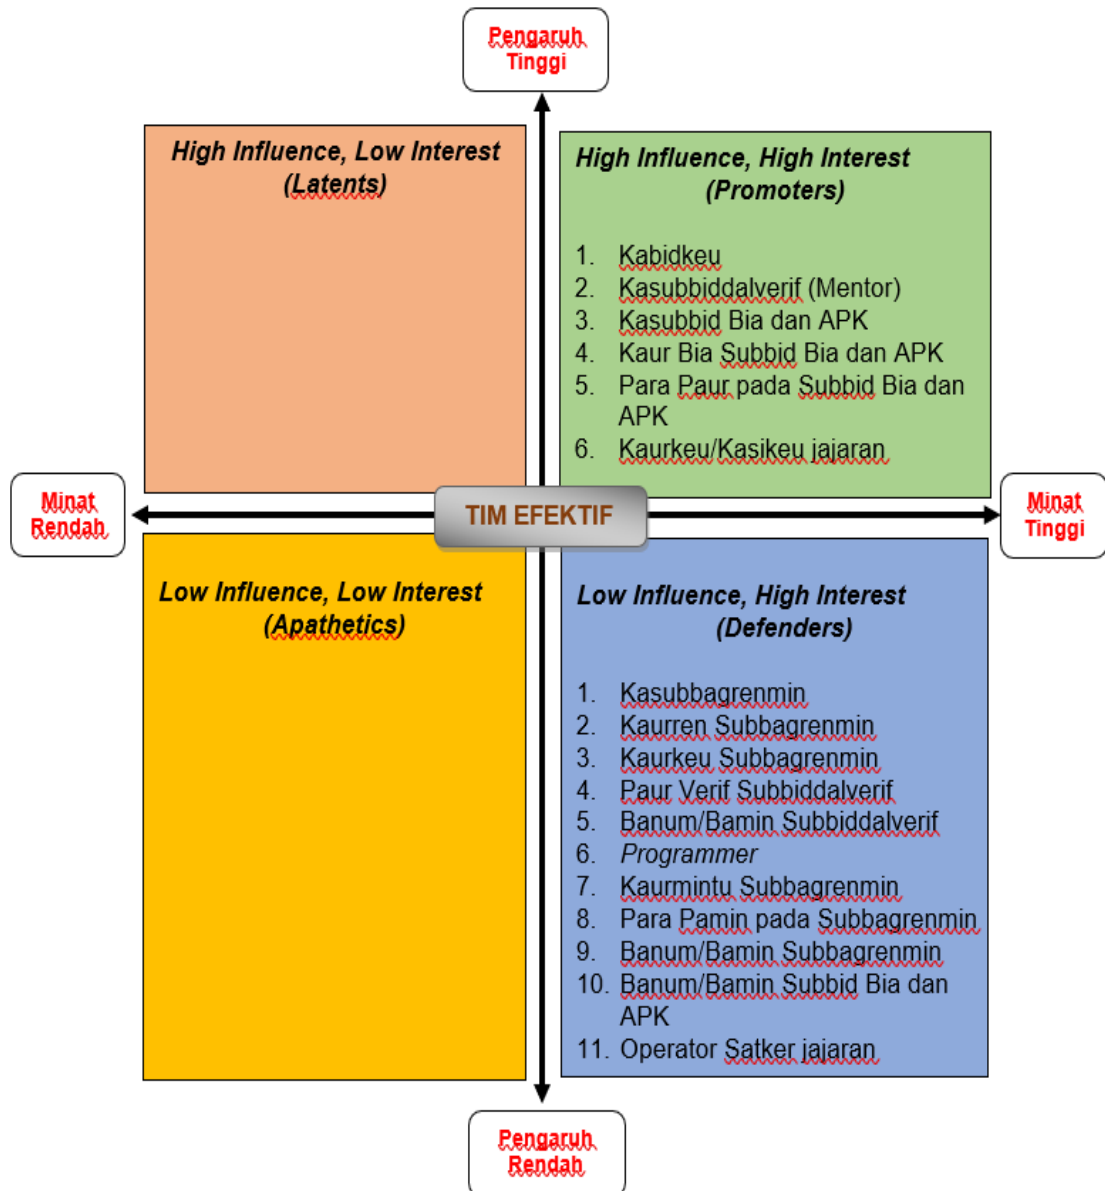 Pengaruh
Tinggi
High Influence, Low Interest
(Latents)
High Influence, High Interest
(Promoters)
1. Kabidkeu
2. Kasubbiddalverif (Mentor)
3. Kasubbid Bia dan APK
4. Kaur Bia Subbid Bia dan APK
5. Para Paur pada Subbid Bia dan
APK
6. Kaurkeu/Kasikeu jajaran
Minat
Rendah
TIM EFEKTIF
Minat
Tinggi
Low Influence, Low Interest
(Apathetics)
Low Influence, High Interest
(Defenders)
1. Kasubbagrenmin
2. Kaurren Subbagrenmin
3. Kaurkeu Subbagrenmin
4. Paur Verif Subbiddalverif
5. Banum/Bamin Subbiddalverif
6. Programmer
7. Kaurmintu Subbagrenmin
8. Para Pamin pada Subbagrenmin
9. Banum/Bamin Subbagrenmin
10. Banum/Bamin Subbid Bia dan
APK
11. Operator Satker jajaran
Pengaruh
Rendah